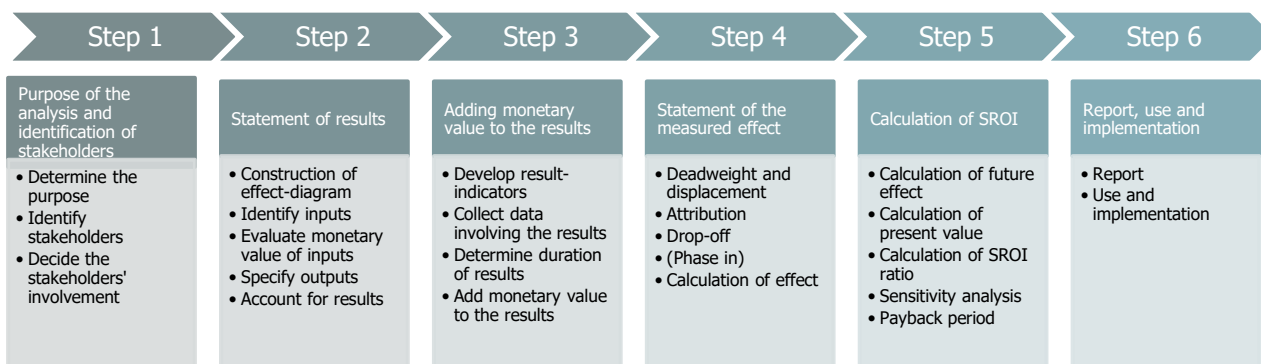 Step 1
Step 2
Step 3
Step 4
Step 5
Step 6
Purpose of the
analysis and
identification of
stakeholders
• Determine the
purpose
• Identify
stakeholders
• Decide the
stakeholders'
involvement
Statement of results
• Construction of
effect-diagram
• Identify inputs
• Evaluate monetary
value of inputs
• Specify outputs
• Account for results
Adding monetary
value to the results
• Develop result-
indicators
• Collect data
involving the results
• Determine duration
of results
• Add monetary value
to the results
Statement of the
measured effect
• Deadweight and
displacement
• Attribution
• Drop-off
• (Phase in)
• Calculation of effect
Calculation of SROI
• Calculation of future
effect
• Calculation of
present value
• Calculation of SROI
ratio
• Sensitivity analysis
• Payback period
Report, use and
implementation
• Report
• Use and
implementation